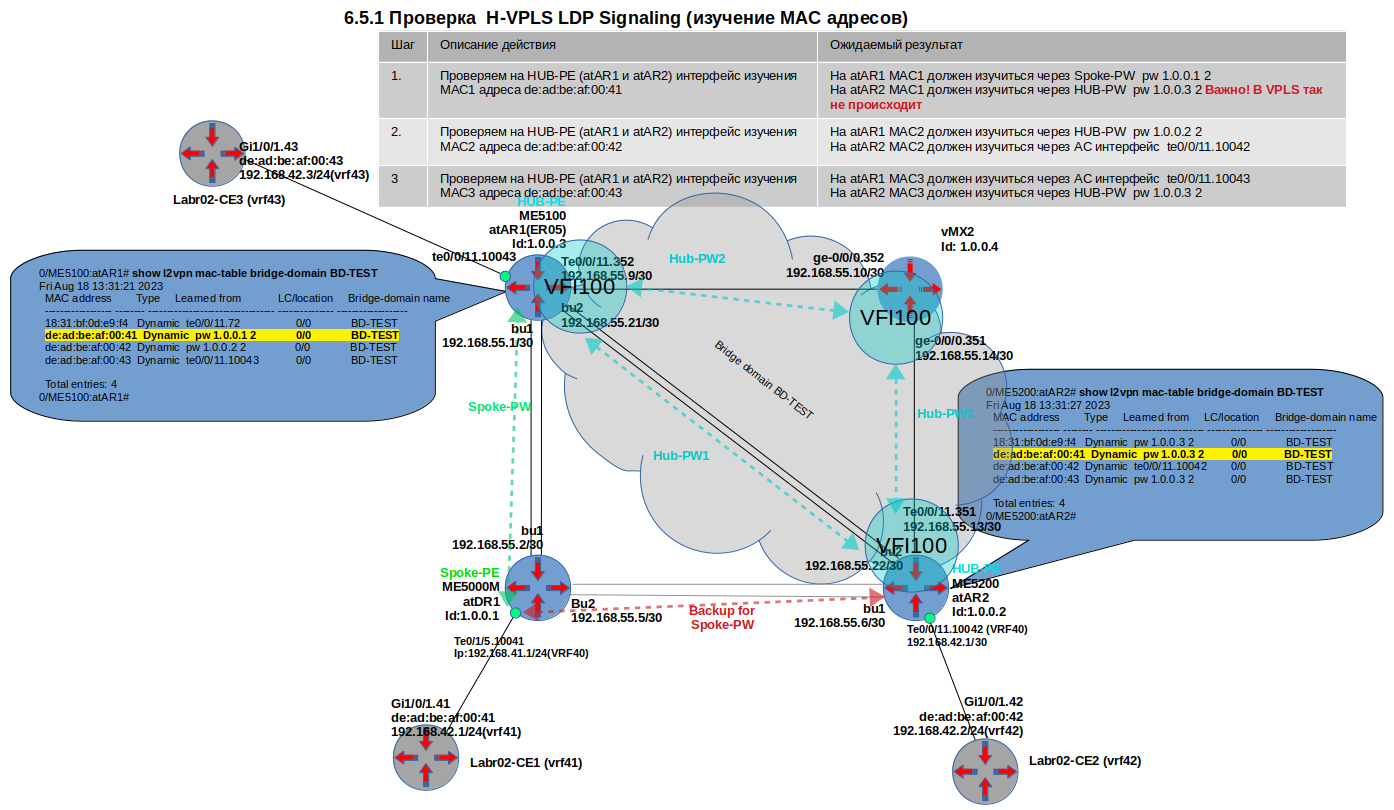 6.5.1 Проверка  H-VPLS LDP Signaling (изучение MAC адресов)
Шаг Описание действия Ожидаемый результат
1. Проверяем на HUB-PE (atAR1 и atAR2) интерфейс изучения
MAC1 адреса de:ad:be:af:00:41
На atAR1 MAC1 должен изучиться через Spoke-PW  pw 1.0.0.1 2
На atAR2 MAC1 должен изучиться через HUB-PW  pw 1.0.0.3 2 Важно! В VPLS так
не происходит
2. Проверяем на HUB-PE (atAR1 и atAR2) интерфейс изучения
MAC2 адреса de:ad:be:af:00:42
На atAR1 MAC2 должен изучиться через HUB-PW  pw 1.0.0.2 2
На atAR2 MAC2 должен изучиться через AC интерфейс  te0/0/11.10042
3 Проверяем на HUB-PE (atAR1 и atAR2) интерфейс изучения
MAC3 адреса de:ad:be:af:00:43
На atAR1 MAC3 должен изучиться через AC интерфейс  te0/0/11.10043
На atAR2 MAC3 должен изучиться через HUB-PW  pw 1.0.0.3 2
Gi1/0/1.43
de:ad:be:af:00:43
192.168.42.3/24(vrf43)
Labr02-CE3 (vrf43)
HUB-PE
ME5100
atAR1(ER05)
Id:1.0.0.3
te0/0/11.10043
Te0/0/11.352
192.168.55.9/30
VFI100
bu2
192.168.55.21/30
bu1
192.168.55.1/30
Hub-PW2
ge-0/0/0.352
192.168.55.10/30
vMX2
Id: 1.0.0.4
VFI100
ge-0/0/0.351
192.168.55.14/30
0/ME5100:atAR1# show l2vpn mac-table bridge-domain BD-TEST
Fri Aug 18 13:31:21 2023
MAC address Type Learned from LC/location Bridge-domain name
18:31:bf:0d:e9:f4 Dynamic te0/0/11.72 0/0 BD-TEST
de:ad:be:af:00:41 Dynamic pw 1.0.0.1 2 0/0 BD-TEST
de:ad:be:af:00:42 Dynamic pw 1.0.0.2 2 0/0 BD-TEST
de:ad:be:af:00:43 Dynamic te0/0/11.10043 0/0 BD-TEST
Total entries: 4
0/ME5100:atAR1#
Bridge domain BD-TEST
Spoke-PW
Hub-PW1
Hub-PW2
0/ME5200:atAR2# show l2vpn mac-table bridge-domain BD-TEST
Fri Aug 18 13:31:27 2023
MAC address Type Learned from LC/location Bridge-domain name
18:31:bf:0d:e9:f4 Dynamic pw 1.0.0.3 2 0/0 BD-TEST
de:ad:be:af:00:41 Dynamic pw 1.0.0.3 2 0/0 BD-TEST
de:ad:be:af:00:42 Dynamic te0/0/11.10042 0/0 BD-TEST
de:ad:be:af:00:43 Dynamic pw 1.0.0.3 2 0/0 BD-TEST
Total entries: 4
0/ME5200:atAR2#
Te0/0/11.351
192.168.55.13/30
VFI100
bu2
192.168.55.22/30
HUB-PE
ME5200
atAR2
Id:1.0.0.2
bu1
192.168.55.6/30
Te0/0/11.10042 (VRF40)
192.168.42.1/30
bu1
192.168.55.2/30
Spoke-PE
ME5000M
atDR1
Id:1.0.0.1
Bu2
192.168.55.5/30
Backup for
Spoke-PW
Te0/1/5.10041
Ip:192.168.41.1/24(VRF40)
Gi1/0/1.41
de:ad:be:af:00:41
192.168.42.1/24(vrf41)
Labr02-CE1 (vrf41)
Gi1/0/1.42
de:ad:be:af:00:42
192.168.42.2/24(vrf42)
Labr02-CE2 (vrf42)